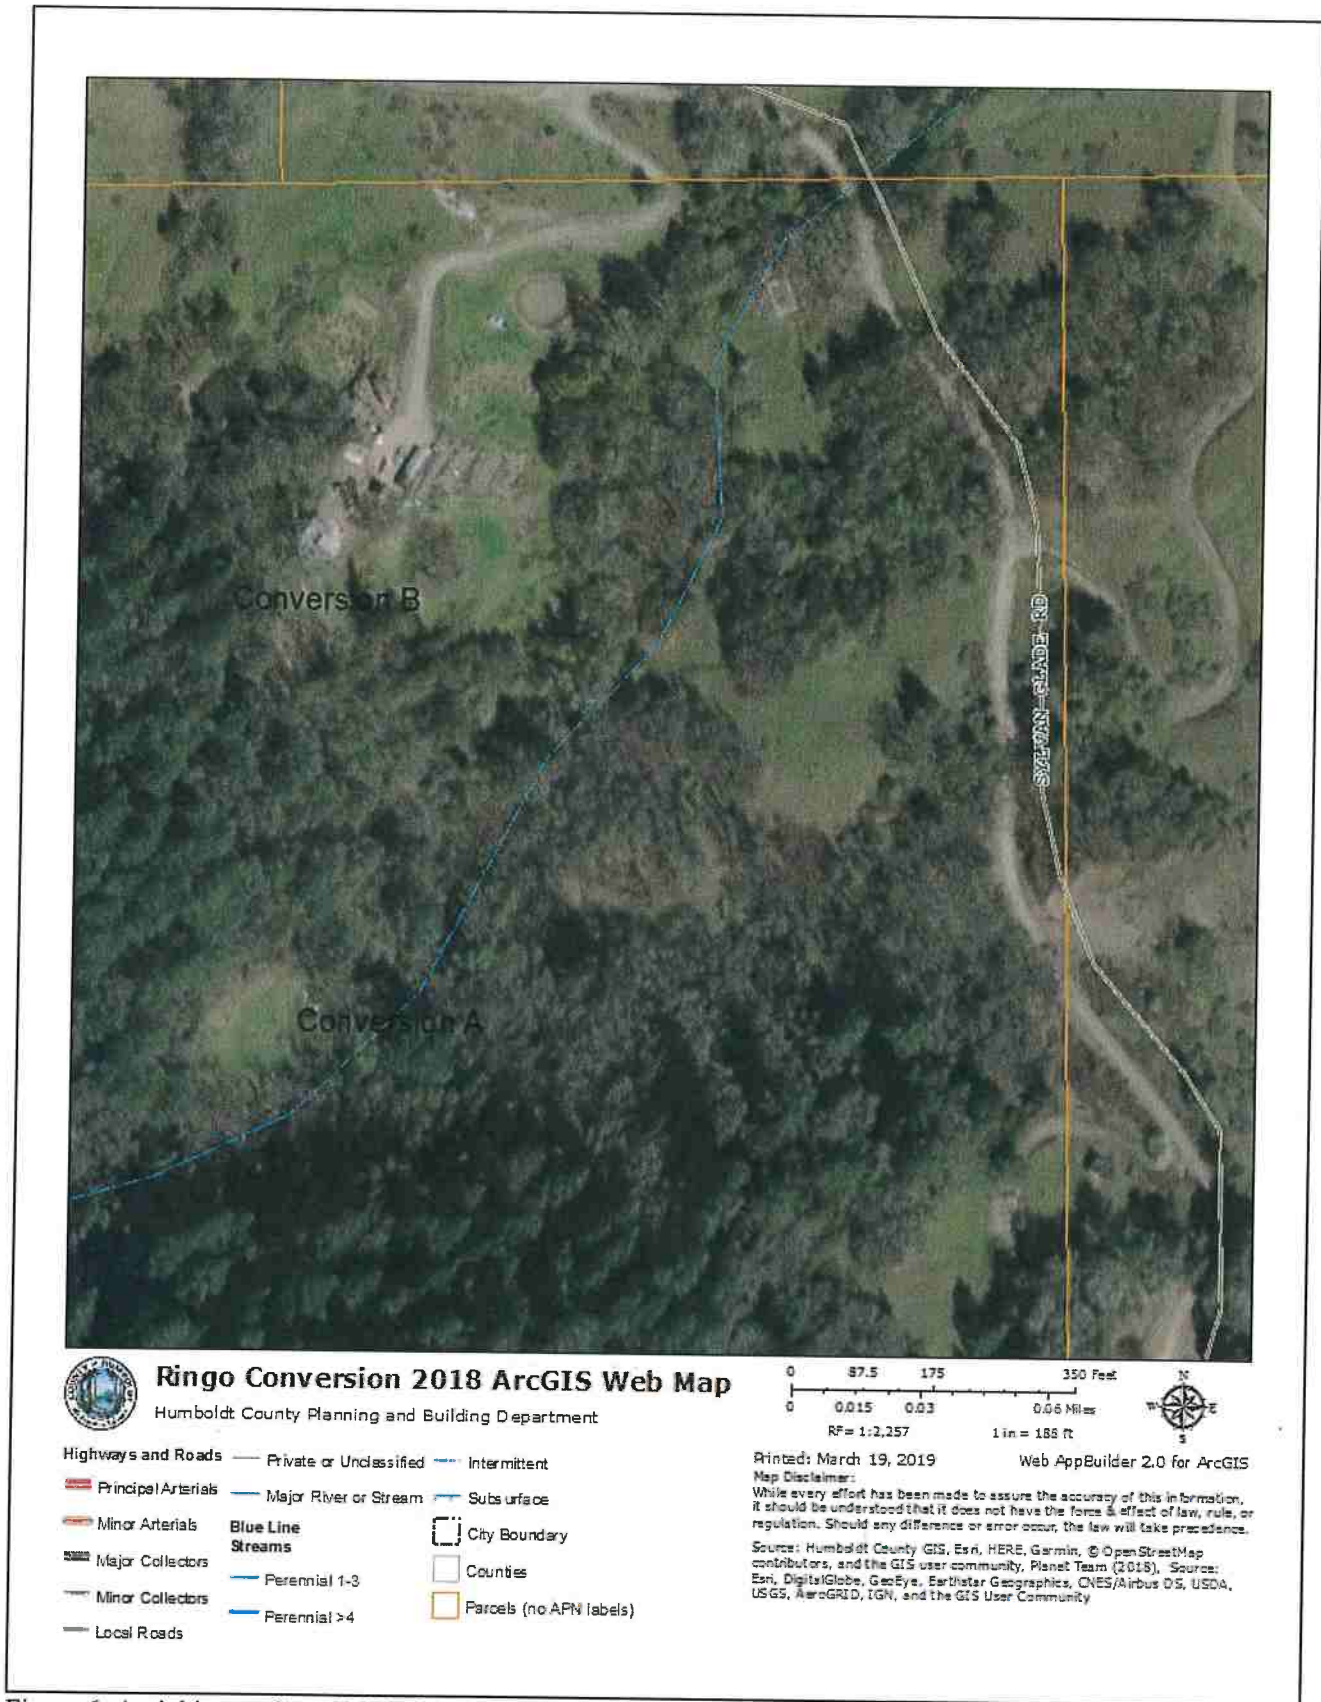 Conversion B
SYLVAN GLADE RD
Conversion A
Ringo Conversion 2018 ArcGIS Web Map
Humboldt County Planning and Building Department
Highways and Roads
Principal Arterials
Minor Arterials
Major Collectors
Minor Collectors
Local Roads
Private or Unclassified
Major River or Stream
Blue Line
Streams
Perennial 1-3
Perennial >4
Intermittent
Subsurface
City Boundary
Counties
Parcels (no APN labels)
0 87.5 175 350 Feet
0 0.015 0.03 0.06 Miles
RF= 1:2,257 1 in = 188 ft
N
W E
S
Printed: March 19, 2019 Web AppBuilder 2.0 for ArcGIS
Map Disclaimer:
While every effort has been made to assure the accuracy of this information,
it should be understood that it does not have the force & effect of law, rule, or
regulation. Should any difference or error occur, the law will take precedence.
Source: Humboldt County GIS, Esri, HERE, Garmin, © OpenStreetMap
contributors, and the GIS user community, Planet Team (2018), Source:
Esri, DigitalGlobe, GeoEye, Earthstar Geographics, CNES/Airbus DS, USDA,
USGS, AeroGRID, IGN, and the GIS User Community